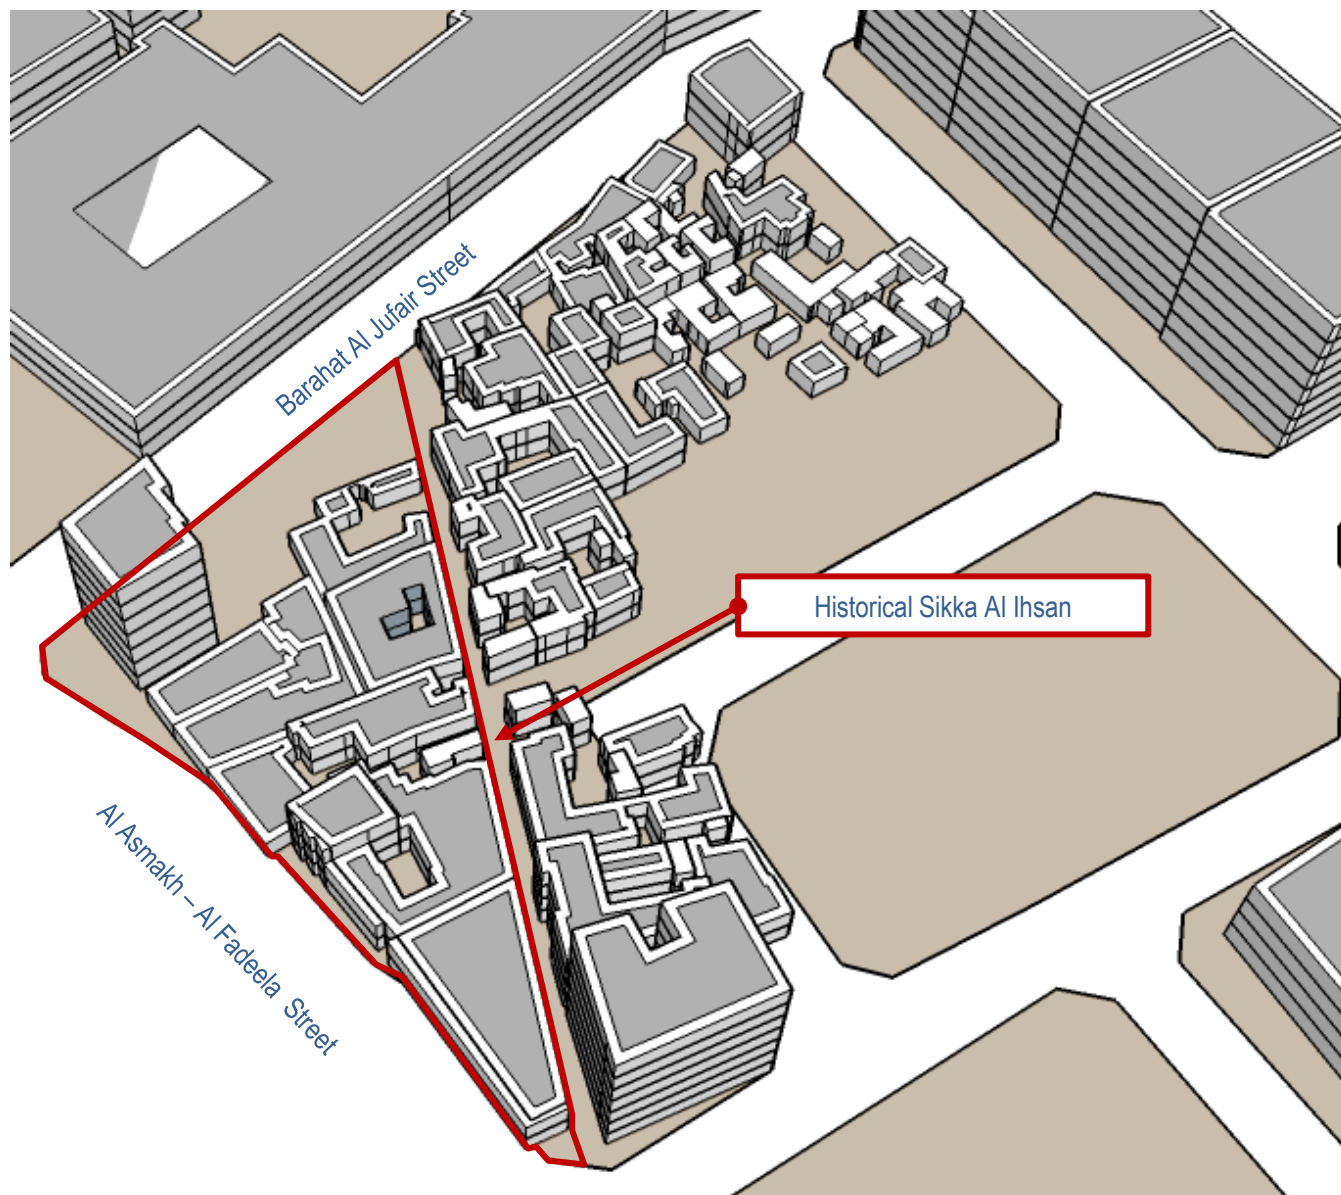 Barahat Al Jufair Street
Historical Sikka Al Ihsan
Al Asmakh – Al Fadeela Street